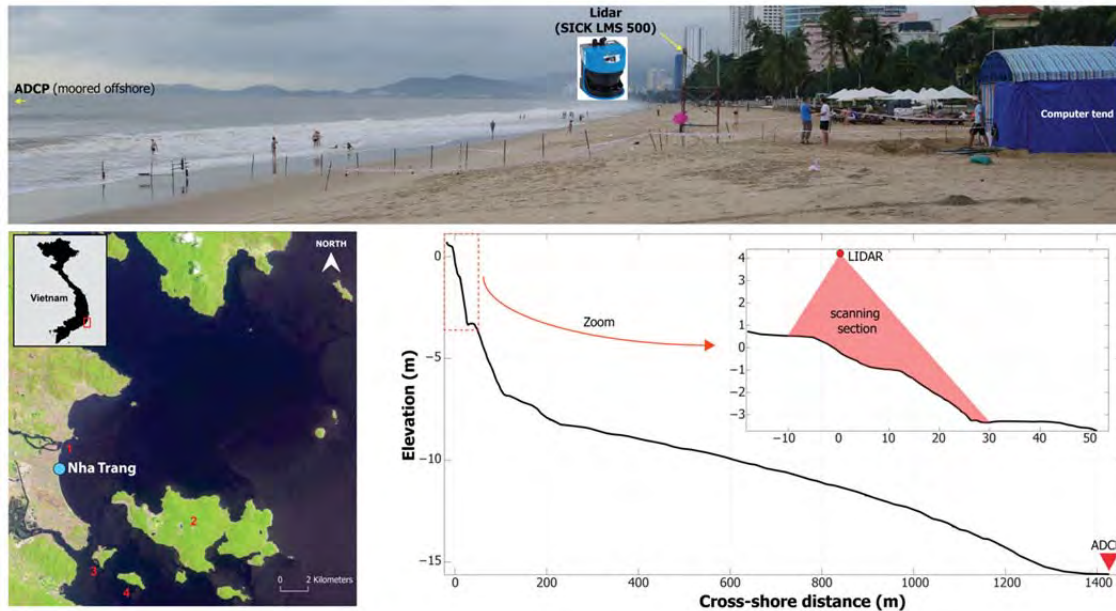 Lidar
(SICK LMS 500)
ADCP (moored offshore)
Computer tend
NORTH
Vietnam
1
Nha Trang
2
3
4
0 2 Kilometers
0
−5
−10
−15
Elevation (m)
0 200 400 600 800 1000 1200 1400
Cross-shore distance (m)
Zoom
ADC
4
3
2
1
0
−1
−2
−3
LIDAR
scanning
section
−10 0 10 20 30 40 50